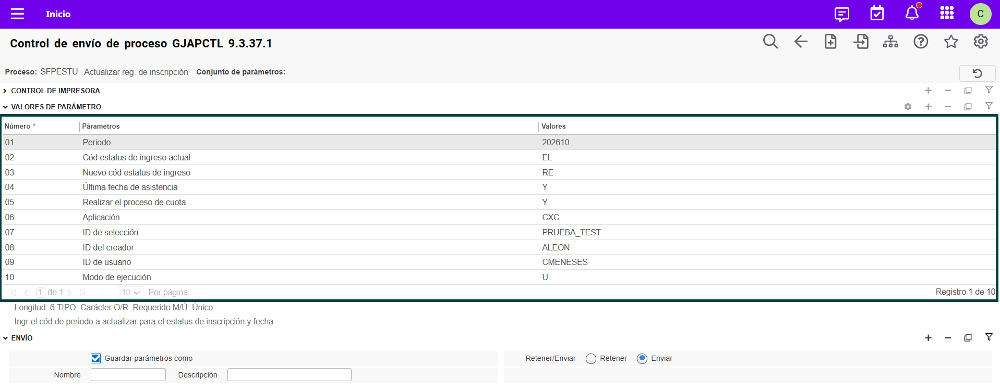 Inicio
C
Control de envío de proceso GJAPCTL 9.3.37.1
Proceso: SFPESTU Actualizar reg. de inscripción Conjunto de parámetros:
CONTROL DE IMPRESORA
VALORES DE PARÁMETRO
Número * Párametros Valores
01 Periodo 202610
02 Cód estatus de ingreso actual EL
03 Nuevo cód estatus de ingreso RE
04 Última fecha de asistencia Y
05 Realizar el proceso de cuota Y
06 Aplicación CXC
07 ID de selección PRUEBA_TEST
08 ID del creador ALEON
09 ID de usuario CMENESES
10 Modo de ejecución U
1 de 1 10 Por página Registro 1 de 10
Longitud: 6 TIPO: Carácter O/R: Requerido M/Ú: Único
Ingr el cód de periodo a actualizar para el estatus de inscripción y fecha
ENVÍO
Guardar parámetros como Retener/Enviar Retener Enviar
Nombre Descripción